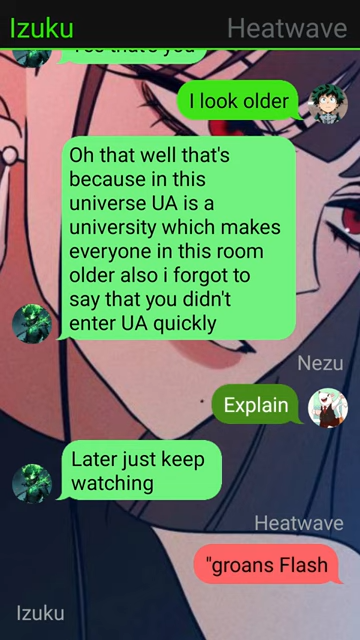 Izuku Heatwave
I look older
Oh that well that's
because in this
universe UA is a
university which makes
everyone in this room
older also i forgot to
say that you didn't
enter UA quickly
Nezu
Explain
Later just keep
watching
Heatwave
"groans Flash
Izuku